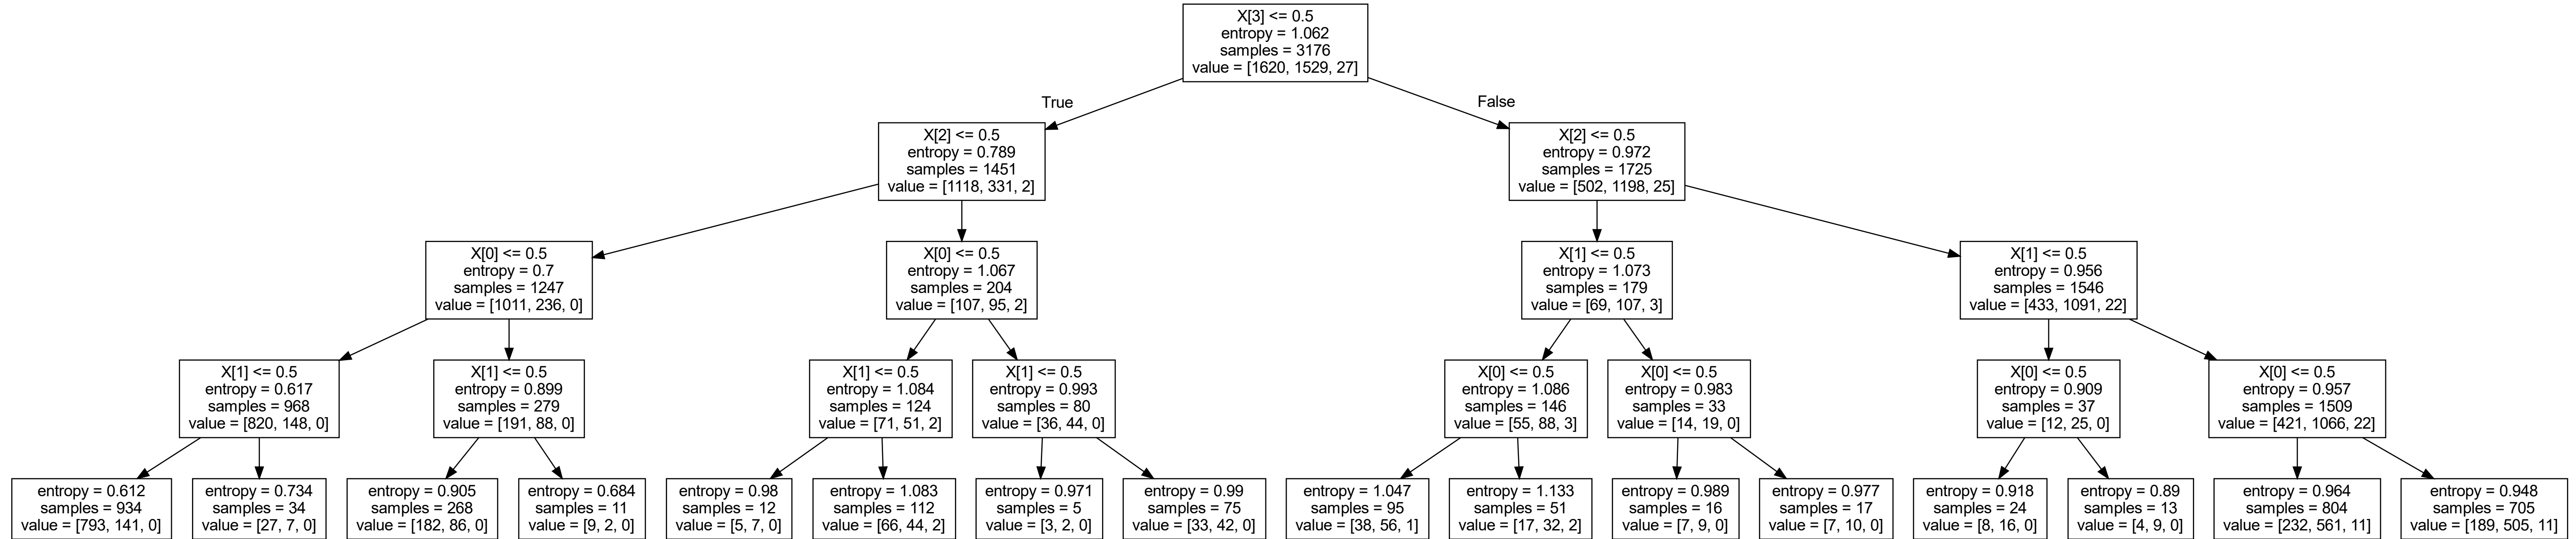 X[3] <= 0.5
entropy = 1.062
samples = 3176
value = [1620, 1529, 27]
True
False
X[2] <= 0.5
entropy = 0.789
samples = 1451
value = [1118, 331, 2]
X[2] <= 0.5
entropy = 0.972
samples = 1725
value = [502, 1198, 25]
X[0] <= 0.5
entropy = 0.7
samples = 1247
value = [1011, 236, 0]
X[0] <= 0.5
entropy = 1.067
samples = 204
value = [107, 95, 2]
X[1] <= 0.5
entropy = 1.073
samples = 179
value = [69, 107, 3]
X[1] <= 0.5
entropy = 0.956
samples = 1546
value = [433, 1091, 22]
X[1] <= 0.5
entropy = 0.617
samples = 968
value = [820, 148, 0]
X[1] <= 0.5
entropy = 0.899
samples = 279
value = [191, 88, 0]
X[1] <= 0.5
entropy = 1.084
samples = 124
value = [71, 51, 2]
X[1] <= 0.5
entropy = 0.993
samples = 80
value = [36, 44, 0]
X[0] <= 0.5
entropy = 1.086
samples = 146
value = [55, 88, 3]
X[0] <= 0.5
entropy = 0.983
samples = 33
value = [14, 19, 0]
X[0] <= 0.5
entropy = 0.909
samples = 37
value = [12, 25, 0]
X[0] <= 0.5
entropy = 0.957
samples = 1509
value = [421, 1066, 22]
entropy = 0.612
samples = 934
value = [793, 141, 0]
entropy = 0.734
samples = 34
value = [27, 7, 0]
entropy = 0.905
samples = 268
value = [182, 86, 0]
entropy = 0.684
samples = 11
value = [9, 2, 0]
entropy = 0.98
samples = 12
value = [5, 7, 0]
entropy = 1.083
samples = 112
value = [66, 44, 2]
entropy = 0.971
samples = 5
value = [3, 2, 0]
entropy = 0.99
samples = 75
value = [33, 42, 0]
entropy = 1.047
samples = 95
value = [38, 56, 1]
entropy = 1.133
samples = 51
value = [17, 32, 2]
entropy = 0.989
samples = 16
value = [7, 9, 0]
entropy = 0.977
samples = 17
value = [7, 10, 0]
entropy = 0.918
samples = 24
value = [8, 16, 0]
entropy = 0.89
samples = 13
value = [4, 9, 0]
entropy = 0.964
samples = 804
value = [232, 561, 11]
entropy = 0.948
samples = 705
value = [189, 505, 11]